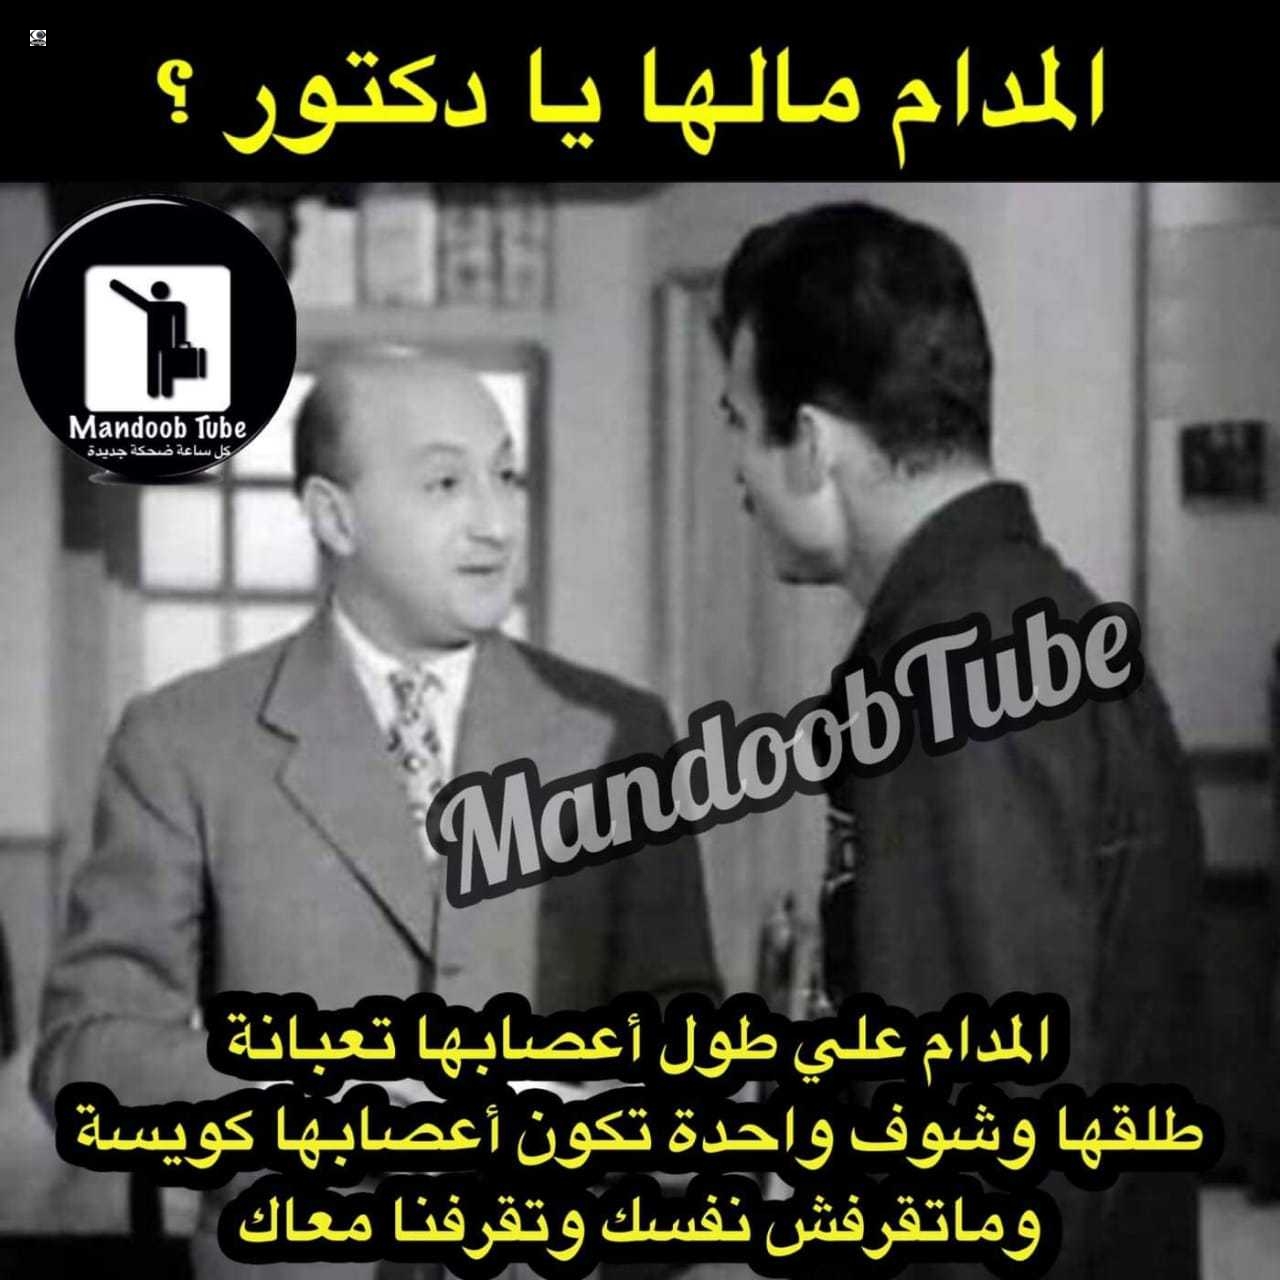 المدام مالها يا دكتور ؟
Mandoob Tube
كل ساعة ضحكة جديدة
MandoobTube
المدام علي طول أعصابها تعبانة
طلقها وشوف واحدة تكون أعصابها كويسة
وماتقرفش نفسك وتقرفنا معاك